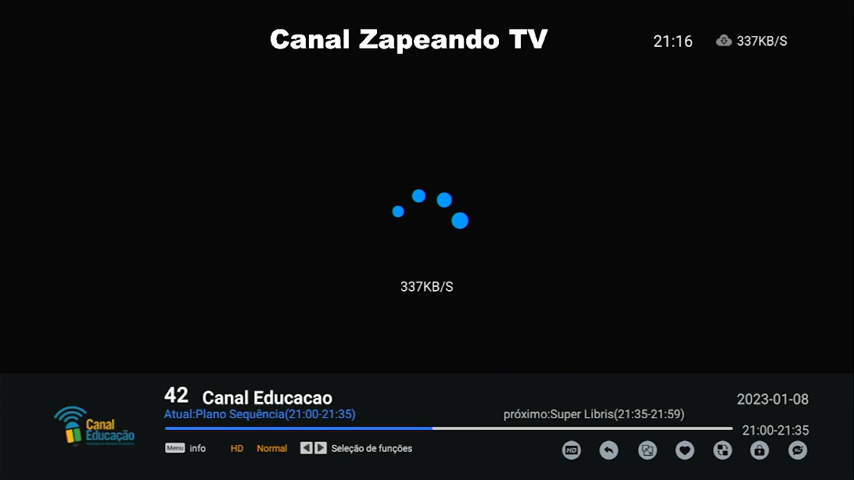 Canal Zapeando TV
21:16 337KB/S
337KB/S
42 Canal Educacao
2023-01-08
Atual:Plano Sequência(21:00-21:35) próximo:Super Libris(21:35-21:59)
21:00-21:35
Canal
Educação
Menu info HD Normal Seleção de funções
HD